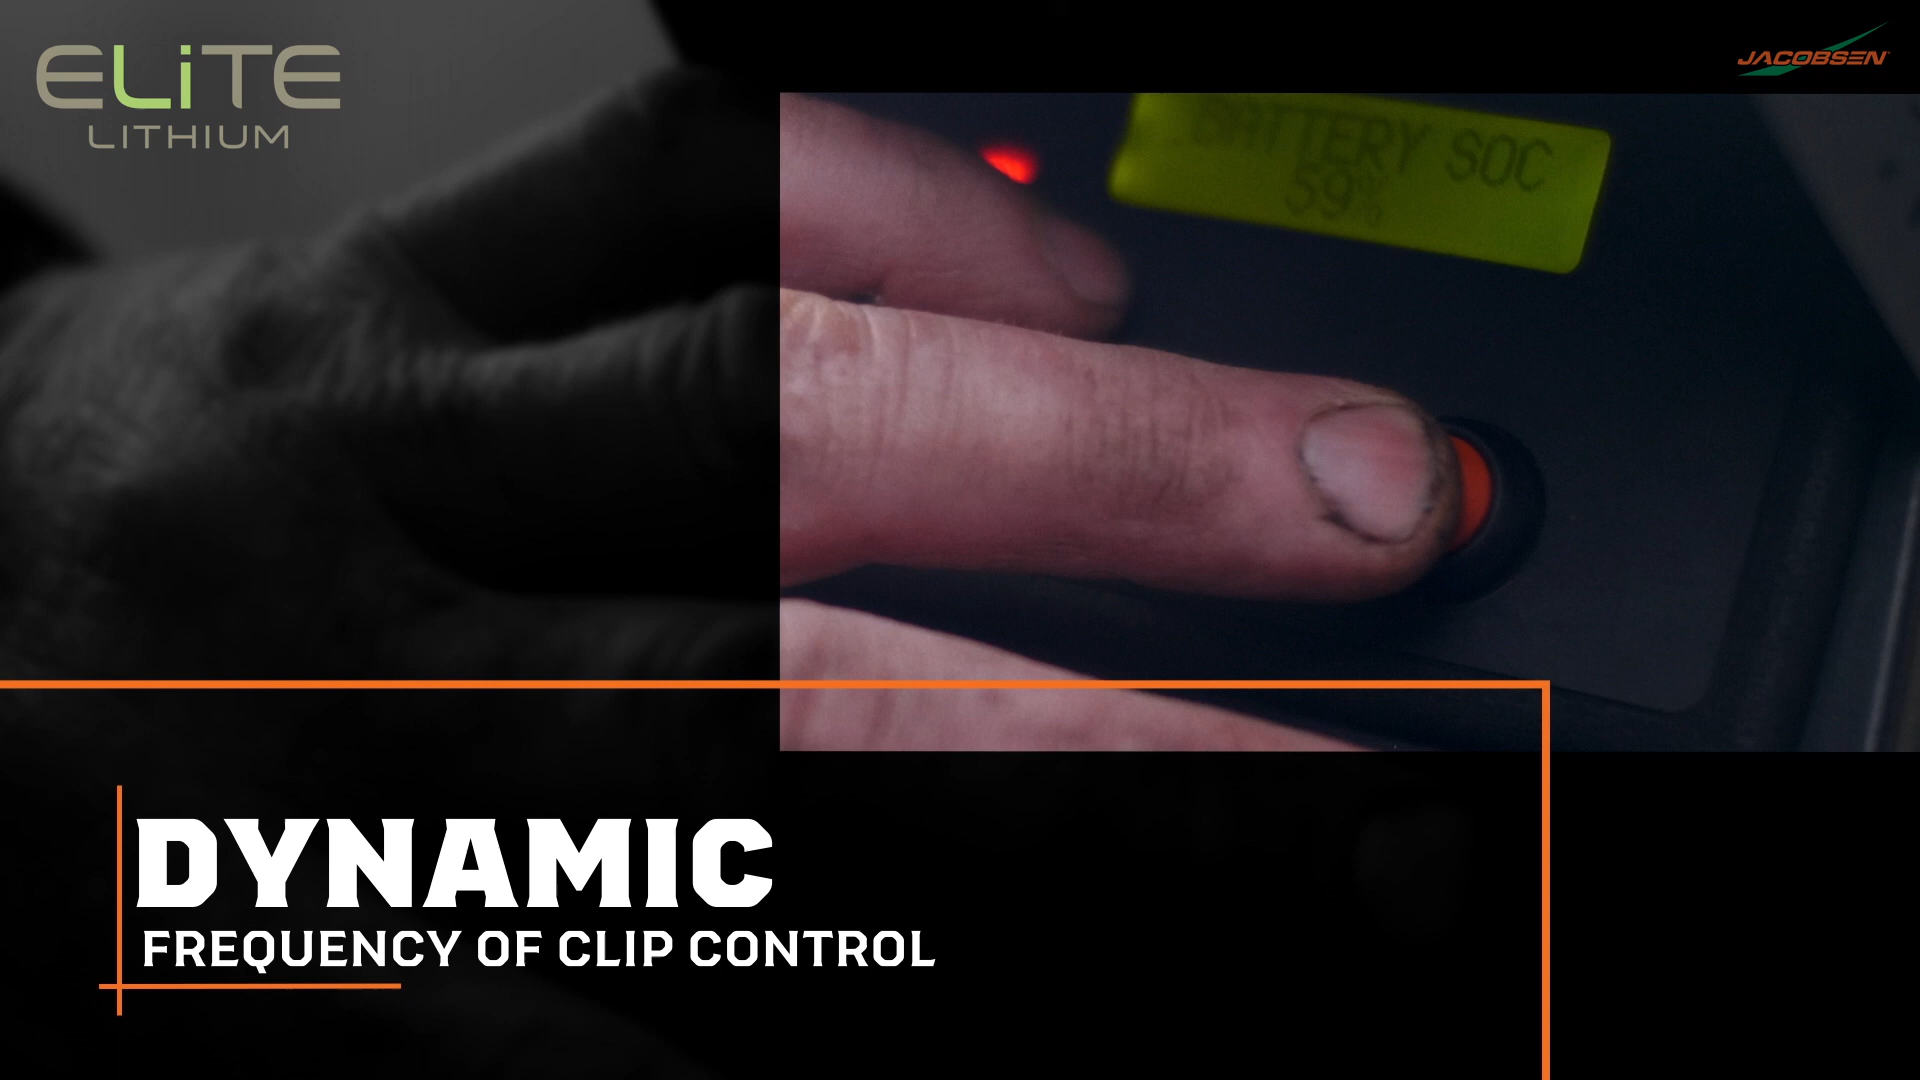 ELiTE
LITHIUM
JACOBSEN
BATTERY SOC
59%
DYNAMIC
FREQUENCY OF CLIP CONTROL